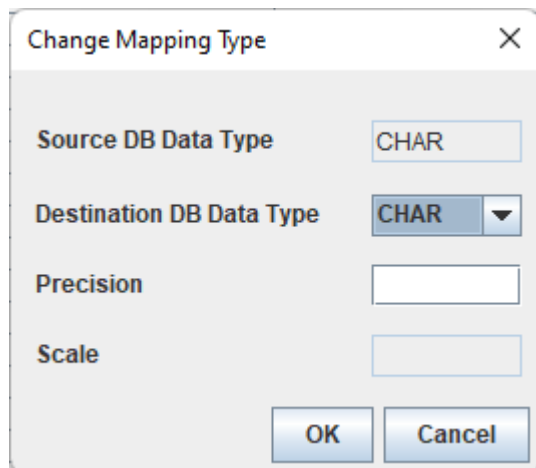 Change Mapping Type
Source DB Data Type CHAR
Destination DB Data Type CHAR
Precision
Scale
OK Cancel